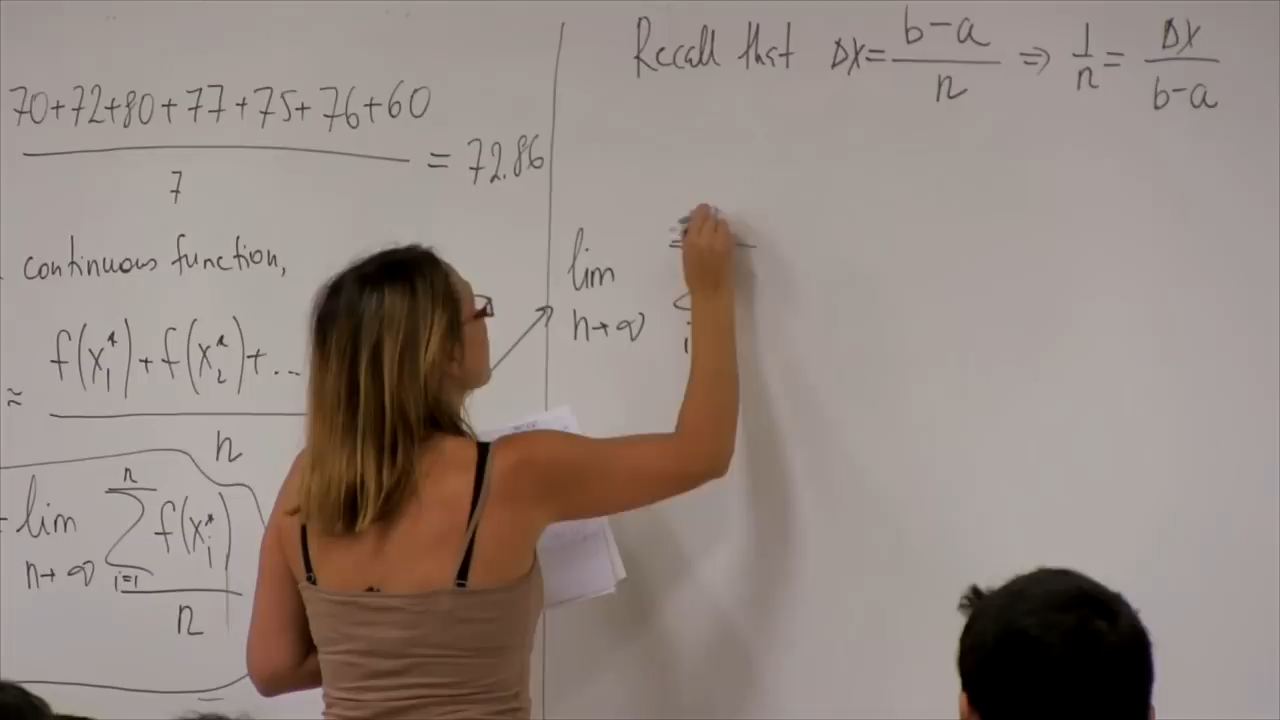 70+72+80+77+75+76+60
7
= 72.86
continuous function,
≈ f(x₁*) + f(x₂*) + ...
n
lim n→∞ ∑ i=1 n f(xᵢ*)
n
Recall that Δx = b-a / n ⇒ 1/n = Δx / b-a
lim
n→∞
i